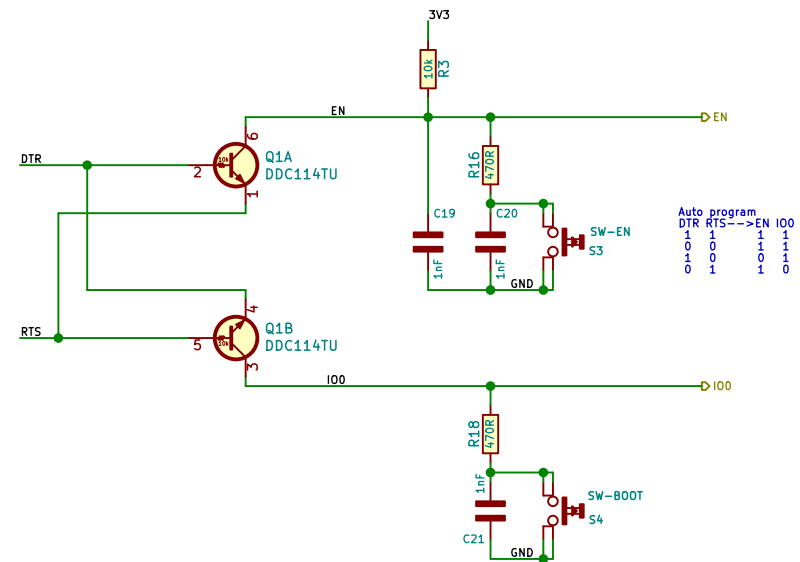 3V3
10k
R3
EN
EN
DTR
10k
6
Q1A
2
DDC114TU
1
R16
470R
C19
C20
1nF
1nF
SW-EN
S3
GND
Auto program
DTR RTS-->EN IO0
1 1 1 1
0 0 1 1
1 0 0 1
0 1 1 0
4
RTS
10k
Q1B
5
DDC114TU
3
IO0
IO0
R18
470R
1nF
SW-BOOT
S4
C21
GND